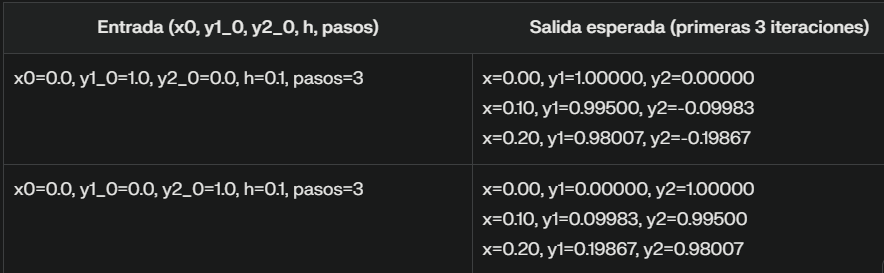 Entrada (x0, y1_0, y2_0, h, pasos)
Salida esperada (primeras 3 iteraciones)
x0=0.0, y1_0=1.0, y2_0=0.0, h=0.1, pasos=3
x=0.00, y1=1.00000, y2=0.00000
x=0.10, y1=0.99500, y2=-0.09983
x=0.20, y1=0.98007, y2=-0.19867
x0=0.0, y1_0=0.0, y2_0=1.0, h=0.1, pasos=3
x=0.00, y1=0.00000, y2=1.00000
x=0.10, y1=0.09983, y2=0.99500
x=0.20, y1=0.19867, y2=0.98007